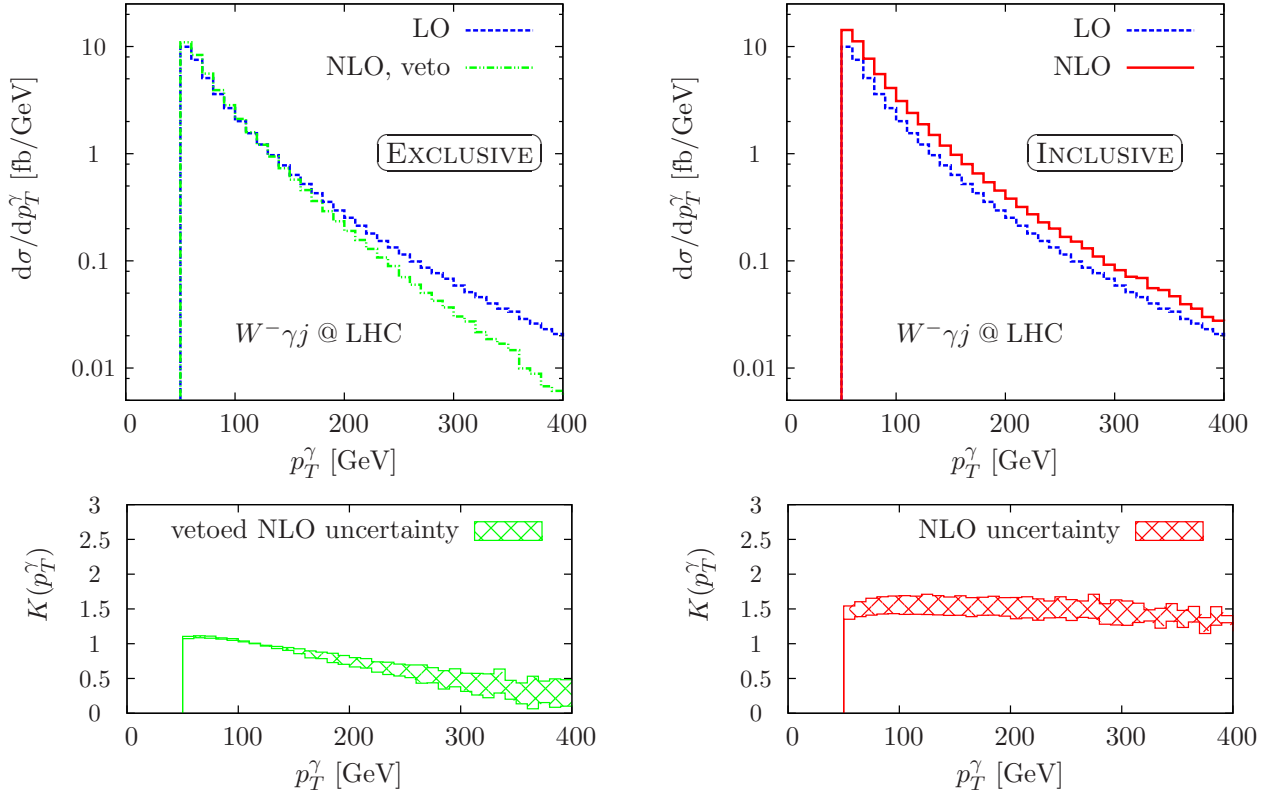 dσ/dp_T^γ [fb/GeV]
10
1
0.1
0.01
LO
NLO, veto
EXCLUSIVE
W⁻γj @ LHC
0 100 200 300 400
p_T^γ [GeV]
dσ/dp_T^γ [fb/GeV]
10
1
0.1
0.01
LO
NLO
INCLUSIVE
W⁻γj @ LHC
0 100 200 300 400
p_T^γ [GeV]
K(p_T^γ)
3
2.5
2
1.5
1
0.5
0
vetoed NLO uncertainty
0 100 200 300 400
p_T^γ [GeV]
K(p_T^γ)
3
2.5
2
1.5
1
0.5
0
NLO uncertainty
0 100 200 300 400
p_T^γ [GeV]